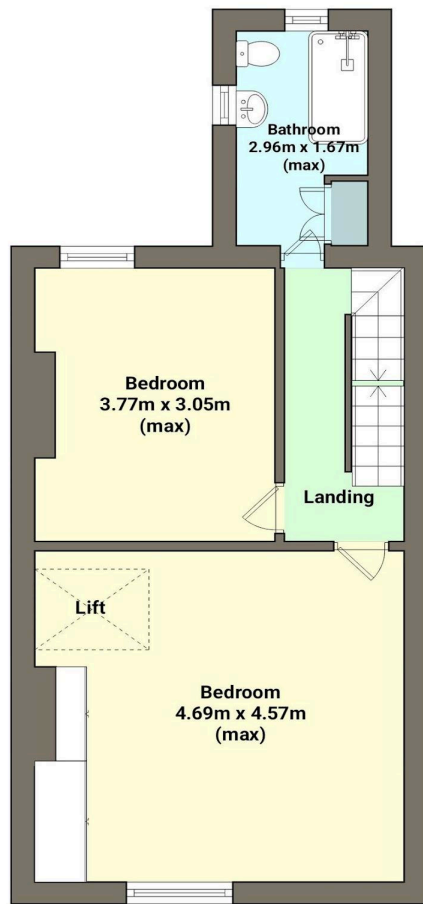 Bathroom
2.96m x 1.67m
(max)
Bedroom
3.77m x 3.05m
(max)
Landing
Lift
Bedroom
4.69m x 4.57m
(max)